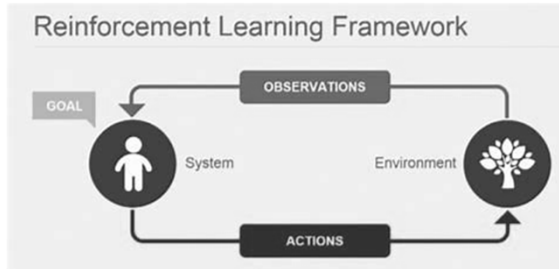 Reinforcement Learning Framework
OBSERVATIONS
GOAL
System
Environment
ACTIONS